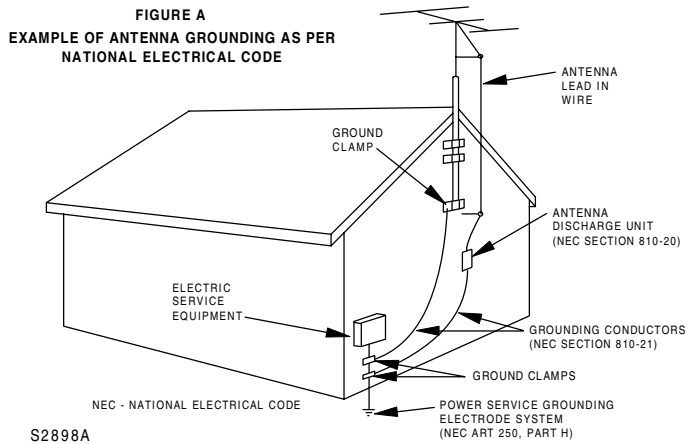 FIGURE A
EXAMPLE OF ANTENNA GROUNDING AS PER
NATIONAL ELECTRICAL CODE
ANTENNA
LEAD IN
WIRE
GROUND
CLAMP
ANTENNA
DISCHARGE UNIT
(NEC SECTION 810-20)
ELECTRIC
SERVICE
EQUIPMENT
GROUNDING CONDUCTORS
(NEC SECTION 810-21)
GROUND CLAMPS
NEC - NATIONAL ELECTRICAL CODE
POWER SERVICE GROUNDING
ELECTRODE SYSTEM
(NEC ART 250, PART H)
S2898A